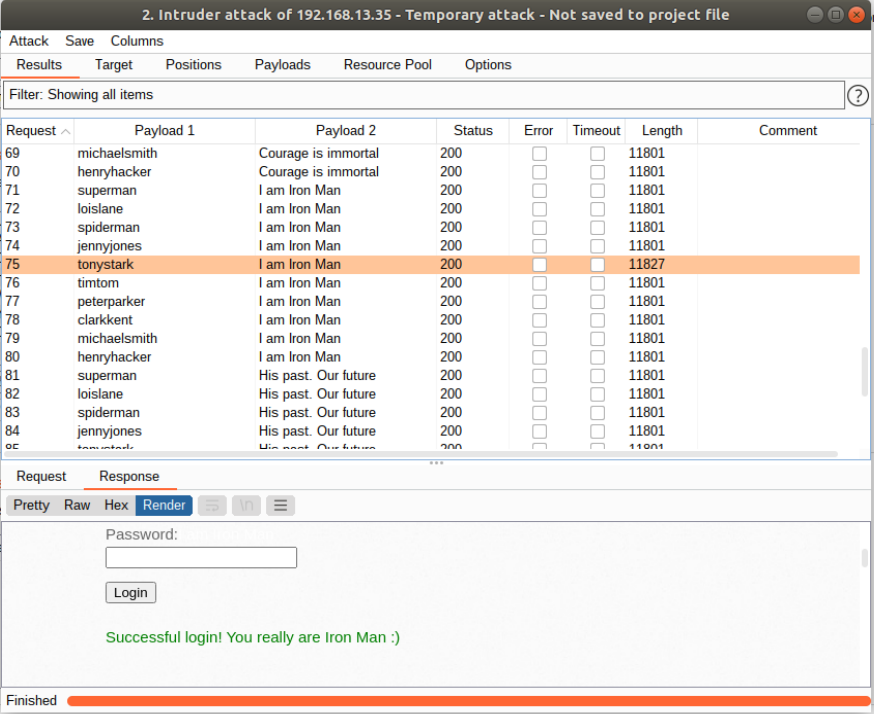 2. Intruder attack of 192.168.13.35 - Temporary attack - Not saved to project file
Attack Save Columns
Results Target Positions Payloads Resource Pool Options
Filter: Showing all items ?
Request Payload 1 Payload 2 Status Error Timeout Length Comment
69 michaelsmith Courage is immortal 200 11801
70 henryhacker Courage is immortal 200 11801
71 superman I am Iron Man 200 11801
72 loislane I am Iron Man 200 11801
73 spiderman I am Iron Man 200 11801
74 jennyjones I am Iron Man 200 11801
75 tonystark I am Iron Man 200 11827
76 timtom I am Iron Man 200 11801
77 peterparker I am Iron Man 200 11801
78 clarkkent I am Iron Man 200 11801
79 michaelsmith I am Iron Man 200 11801
80 henryhacker I am Iron Man 200 11801
81 superman His past. Our future 200 11801
82 loislane His past. Our future 200 11801
83 spiderman His past. Our future 200 11801
84 jennyjones His past. Our future 200 11801
85 tonystark His past. Our future 200 11801
Request Response
Pretty Raw Hex Render \n
Password:
Login
Successful login! You really are Iron Man :)
Finished